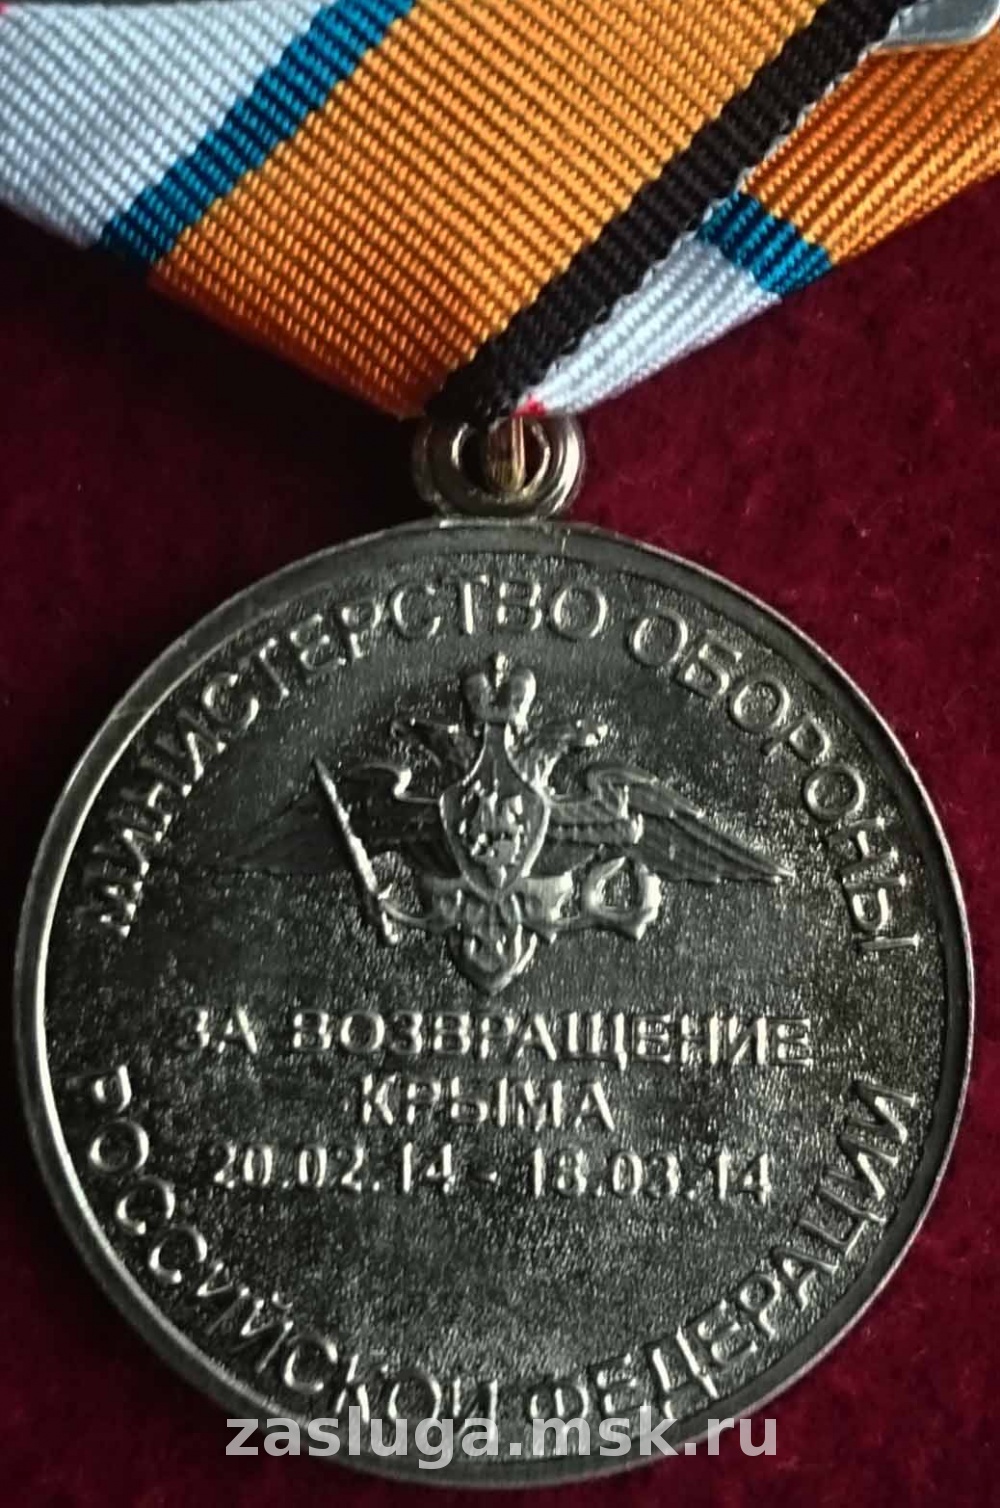 МИНИСТЕРСТВО ОБОРОНЫ
ЗА ВОЗВРАЩЕНИЕ
КРЫМА
20.02.14 - 18.03.14
РОССИЙСКОЙ ФЕДЕРАЦИИ
zasluga.msk.ru